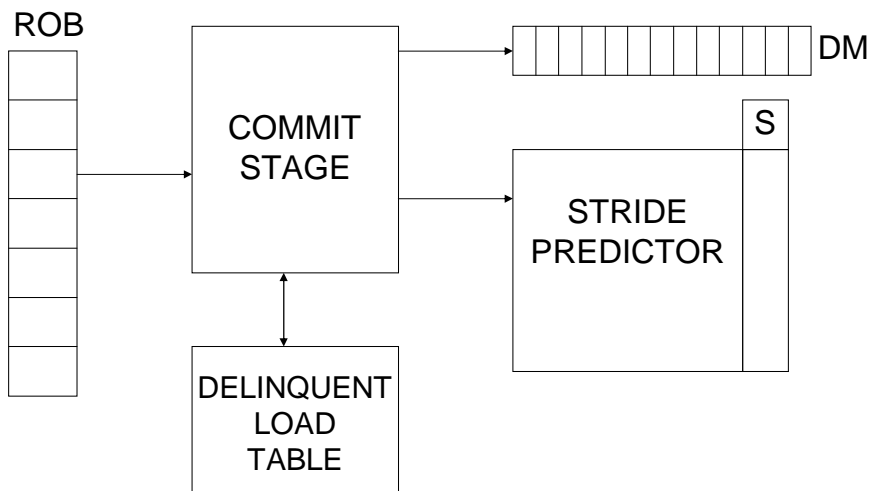 ROB
DM
COMMIT
STAGE
S
STRIDE
PREDICTOR
DELINQUENT
LOAD
TABLE